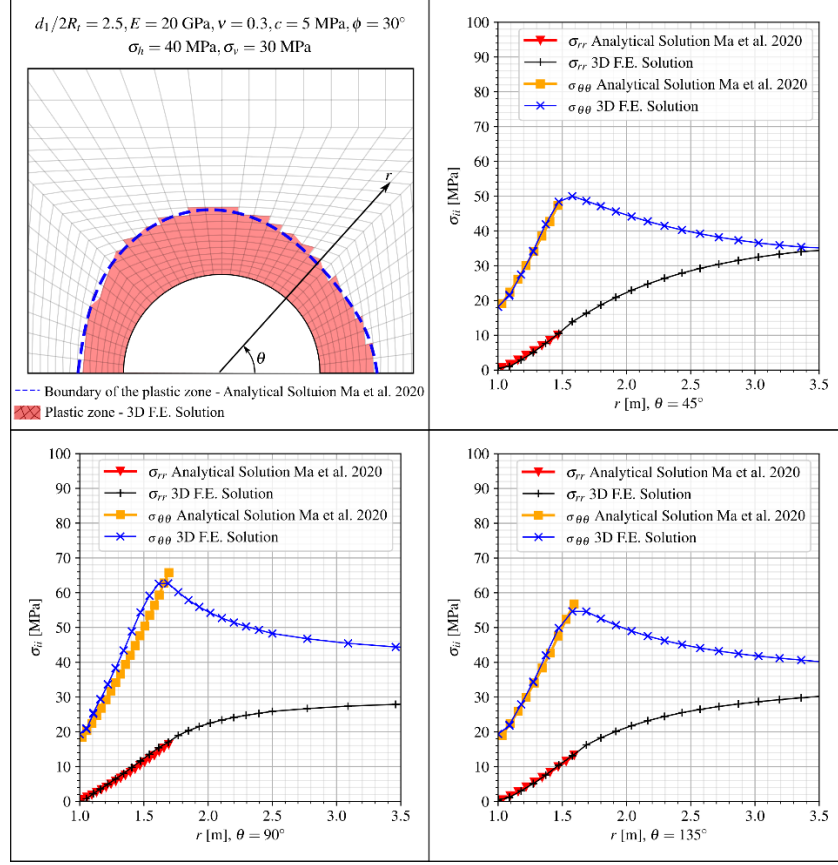 d₁/2Rₜ = 2.5, E = 20 GPa, ν = 0.3, c = 5 MPa, ϕ = 30°
σₕ = 40 MPa, σᵥ = 30 MPa
r
θ
Boundary of the plastic zone - Analytical Soltuion Ma et al. 2020
Plastic zone - 3D F.E. Solution
100
90
80
70
60
50
40
30
20
10
0
σᵢᵢ [MPa]
σ_rr Analytical Solution Ma et al. 2020
σ_rr 3D F.E. Solution
σ_θθ Analytical Solution Ma et al. 2020
σ_θθ 3D F.E. Solution
1.0 1.5 2.0 2.5 3.0 3.5
r [m], θ = 45°
100
90
80
70
60
50
40
30
20
10
0
σᵢᵢ [MPa]
σ_rr Analytical Solution Ma et al. 2020
σ_rr 3D F.E. Solution
σ_θθ Analytical Solution Ma et al. 2020
σ_θθ 3D F.E. Solution
1.0 1.5 2.0 2.5 3.0 3.5
r [m], θ = 90°
100
90
80
70
60
50
40
30
20
10
0
σᵢᵢ [MPa]
σ_rr Analytical Solution Ma et al. 2020
σ_rr 3D F.E. Solution
σ_θθ Analytical Solution Ma et al. 2020
σ_θθ 3D F.E. Solution
1.0 1.5 2.0 2.5 3.0 3.5
r [m], θ = 135°